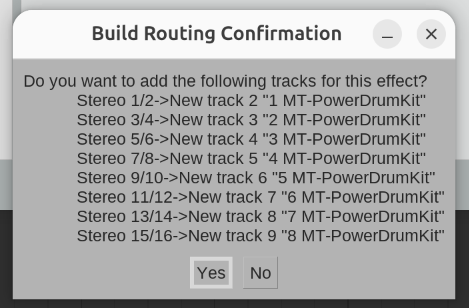 Build Routing Confirmation
Do you want to add the following tracks for this effect?
Stereo 1/2->New track 2 "1 MT-PowerDrumKit"
Stereo 3/4->New track 3 "2 MT-PowerDrumKit"
Stereo 5/6->New track 4 "3 MT-PowerDrumKit"
Stereo 7/8->New track 5 "4 MT-PowerDrumKit"
Stereo 9/10->New track 6 "5 MT-PowerDrumKit"
Stereo 11/12->New track 7 "6 MT-PowerDrumKit"
Stereo 13/14->New track 8 "7 MT-PowerDrumKit"
Stereo 15/16->New track 9 "8 MT-PowerDrumKit"
Yes No